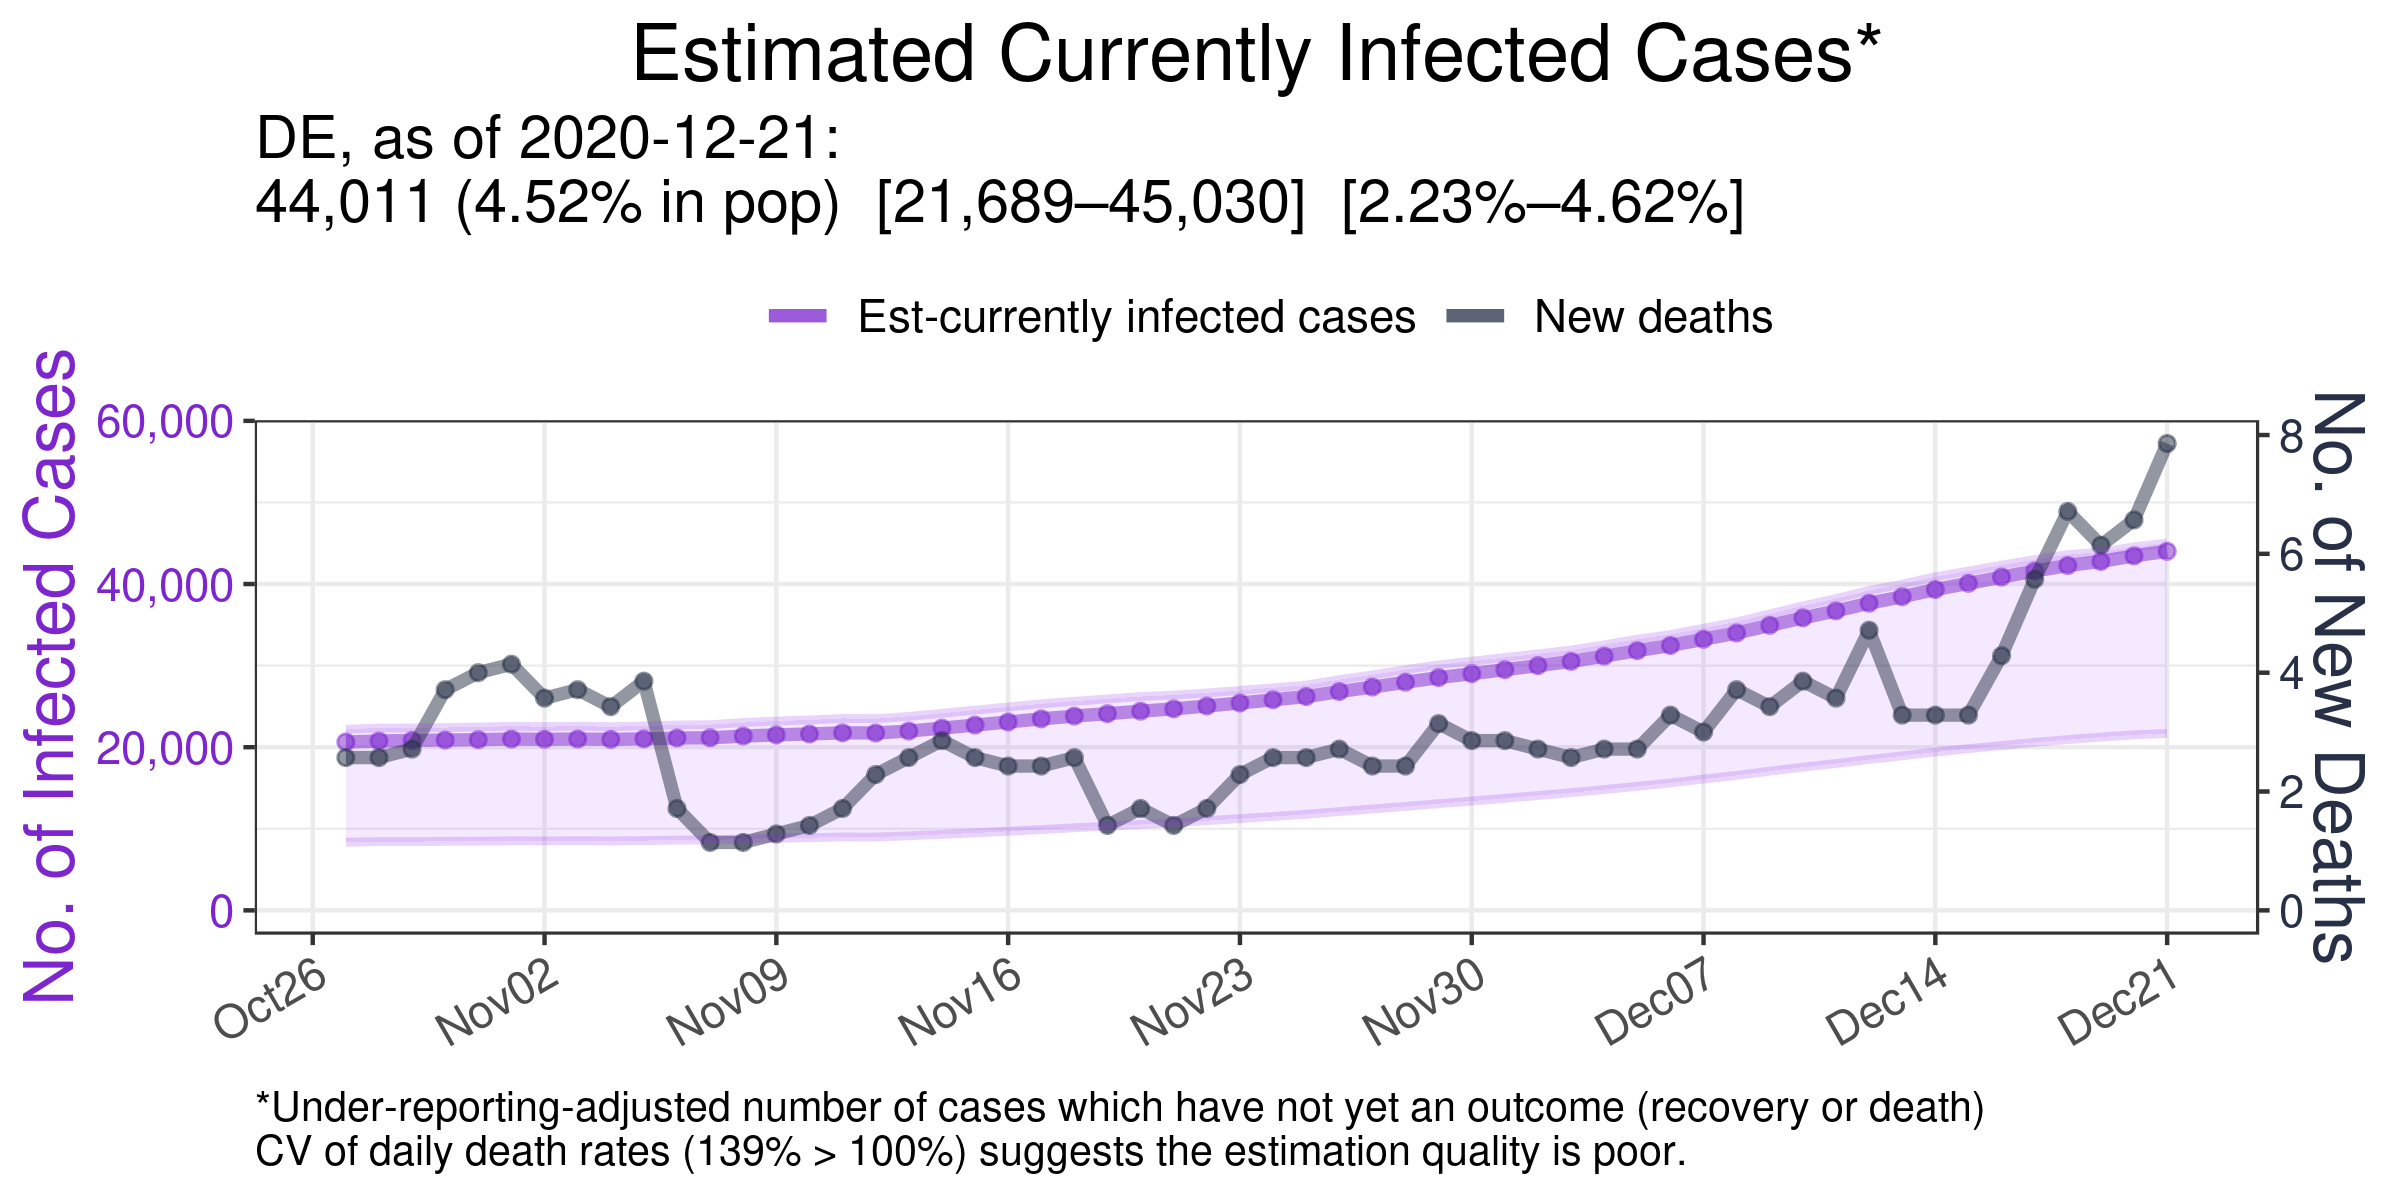 Estimated Currently Infected Cases*
DE, as of 2020-12-21:
44,011 (4.52% in pop)  [21,689–45,030]  [2.23%–4.62%]
Est-currently infected cases
New deaths
No. of Infected Cases
60,000
40,000
20,000
0
No. of New Deaths
8
6
4
2
0
Oct26
Nov02
Nov09
Nov16
Nov23
Nov30
Dec07
Dec14
Dec21
*Under-reporting-adjusted number of cases which have not yet an outcome (recovery or death)
CV of daily death rates (139% > 100%) suggests the estimation quality is poor.